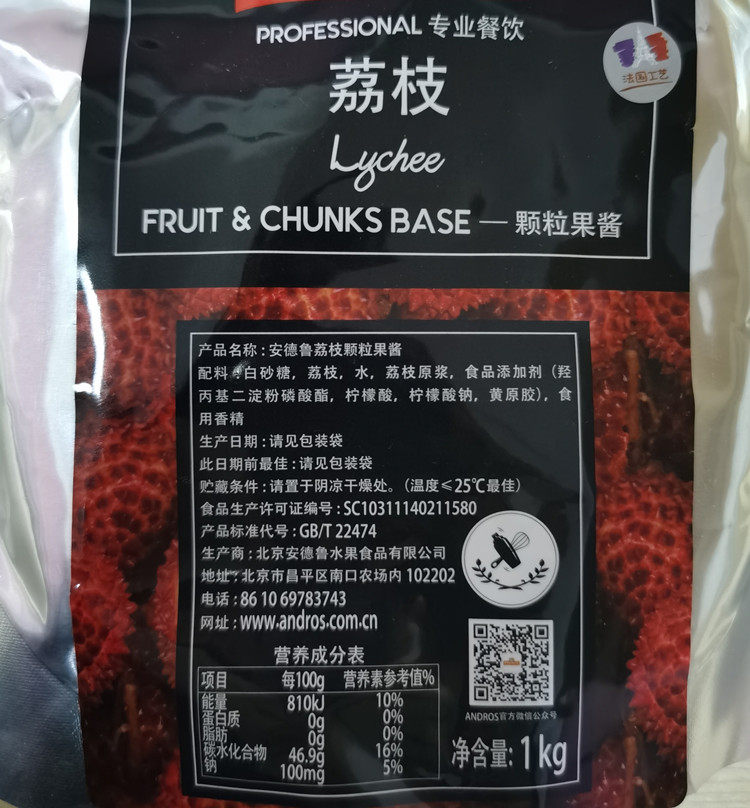 PROFESSIONAL 专业餐饮
法国工艺
荔枝
Lychee
FRUIT & CHUNKS BASE — 颗粒果酱
产品名称：安德鲁荔枝颗粒果酱
配料：白砂糖，荔枝，水，荔枝原浆，食品添加剂（羟
丙基二淀粉磷酸酯，柠檬酸，柠檬酸钠，黄原胶），食
用香精
生产日期：请见包装袋
此日期前最佳：请见包装袋
贮藏条件：请置于阴凉干燥处。（温度≤25℃最佳）
食品生产许可证编号：SC10311140211580
产品标准代号：GB/T 22474
生产商：北京安德鲁水果食品有限公司
地址：北京市昌平区南口农场内 102202
电话：86 10 69783743
网址：www.andros.com.cn
营养成分表
项目 每100g 营养素参考值%
能量 810kJ 10%
蛋白质 0g 0%
脂肪 0g 0%
碳水化合物 46.9g 16%
钠 100mg 5%
ANDROS官方微信公众号
净含量：1kg